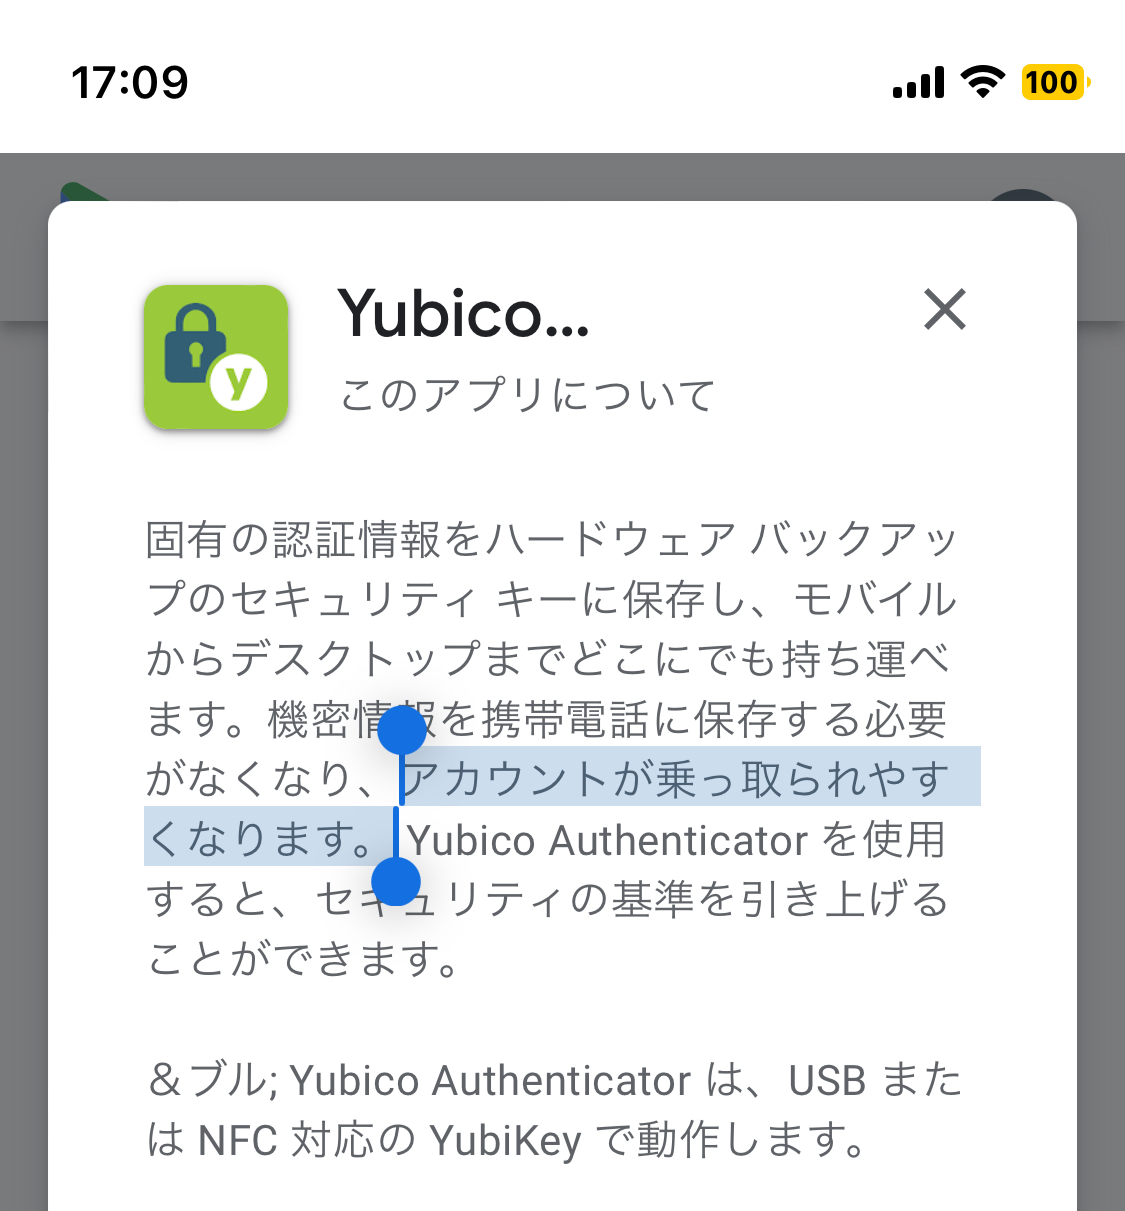 17:09
100
Yubico...
このアプリについて
y
固有の認証情報をハードウェア バックアッ
プのセキュリティ キーに保存し、モバイル
からデスクトップまでどこにでも持ち運べ
ます。機密情報を携帯電話に保存する必要
がなくなり、アカウントが乗っ取られやす
くなります。Yubico Authenticator を使用
すると、セキュリティの基準を引き上げる
ことができます。
＆ブル; Yubico Authenticator は、USB また
は NFC 対応の YubiKey で動作します。